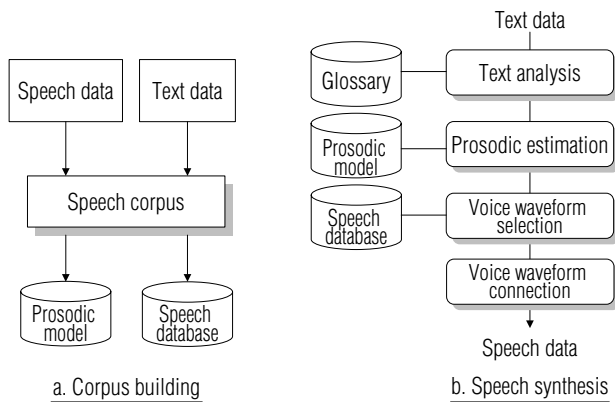 Speech data
Text data
Speech corpus
Prosodic
model
Speech
database
a. Corpus building
Text data
Glossary
Text analysis
Prosodic
model
Prosodic estimation
Speech
database
Voice waveform
selection
Voice waveform
connection
Speech data
b. Speech synthesis